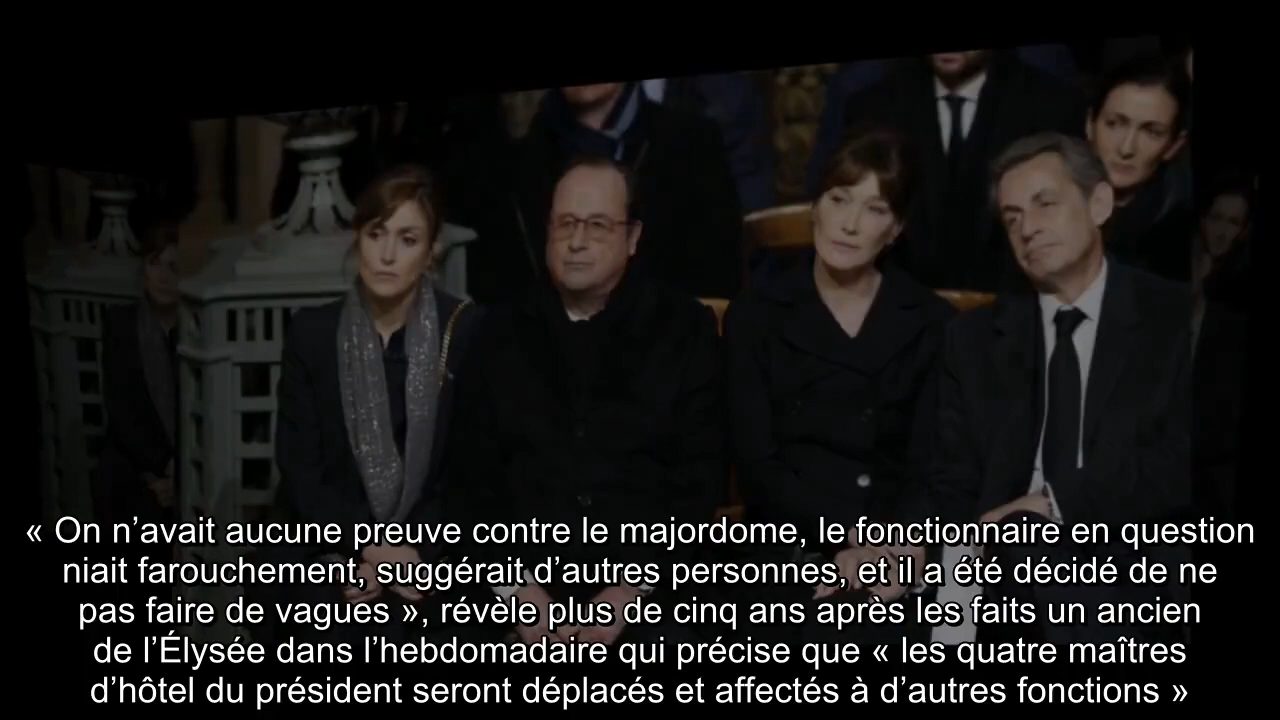 « On n’avait aucune preuve contre le majordome, le fonctionnaire en question
niait farouchement, suggérait d’autres personnes, et il a été décidé de ne
pas faire de vagues », révèle plus de cinq ans après les faits un ancien
de l’Élysée dans l’hebdomadaire qui précise que « les quatre maîtres
d’hôtel du président seront déplacés et affectés à d’autres fonctions »